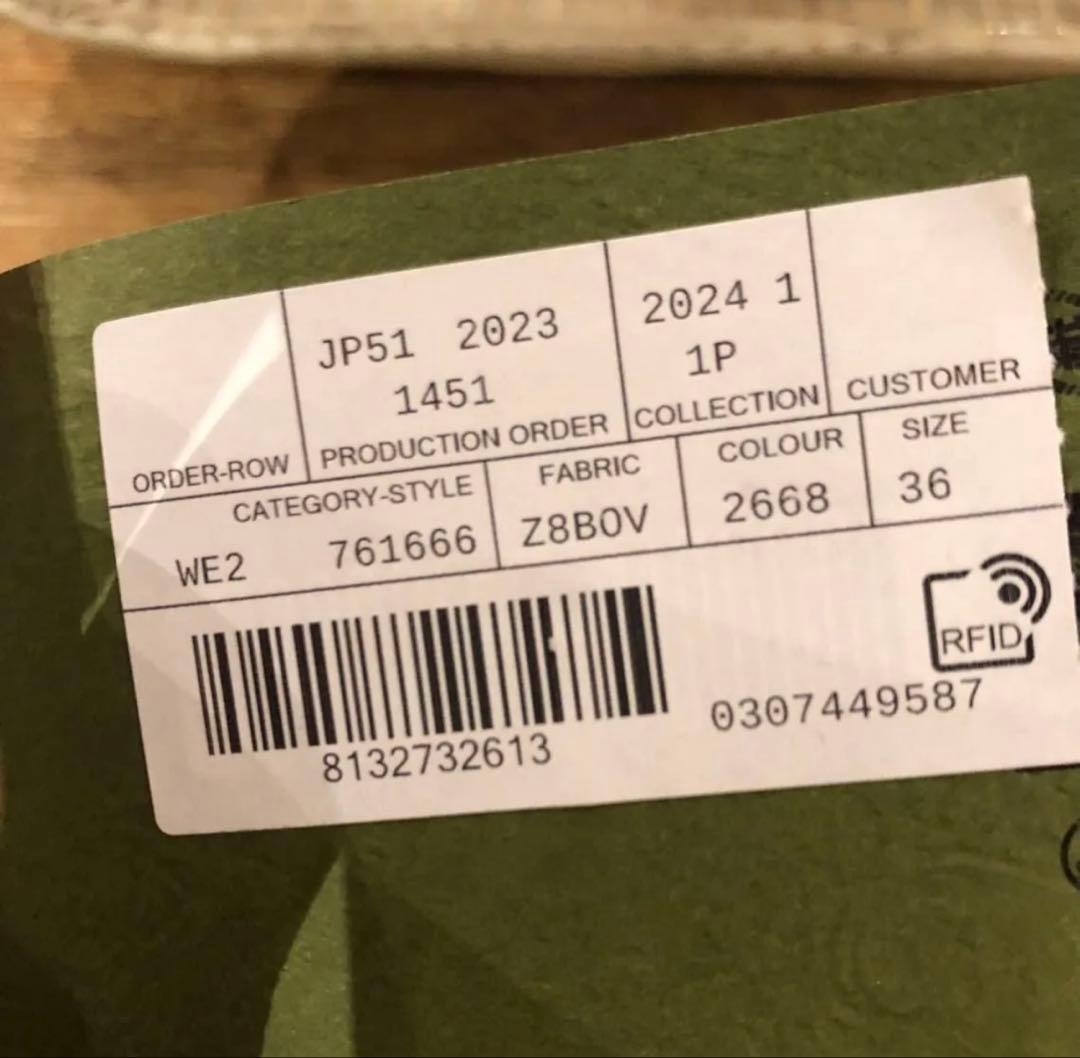 JP51 2023
1451
2024 1
1P
ORDER-ROW
PRODUCTION ORDER
COLLECTION
CUSTOMER
CATEGORY-STYLE
FABRIC
COLOUR
SIZE
WE2 761666
Z8B0V
2668
36
RFID
8132732613
0307449587